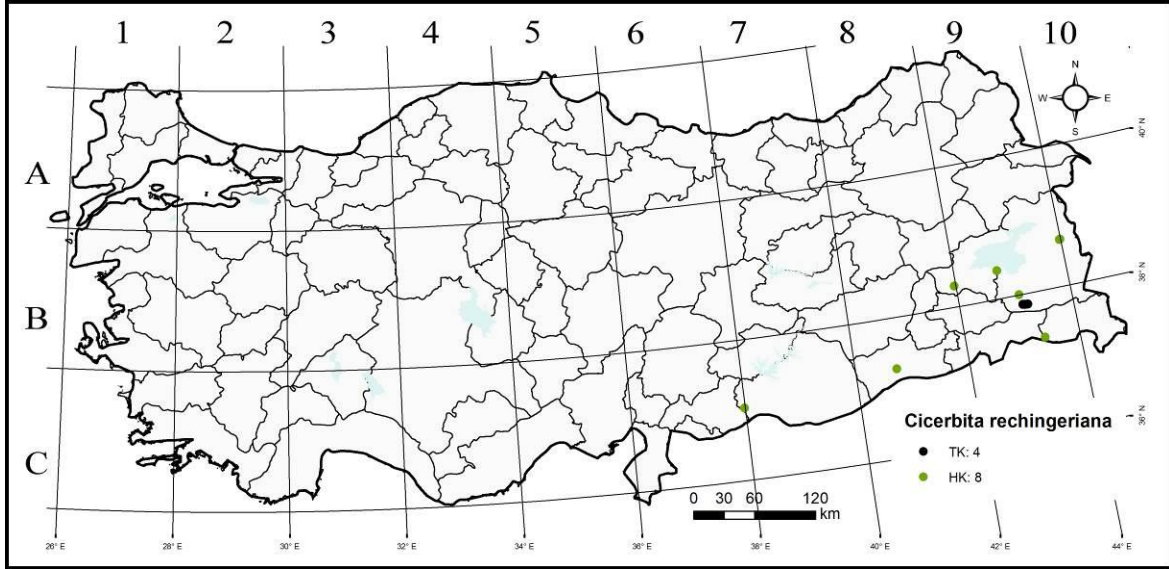 1 2 3 4 5 6 7 8 9 10
N
W E
S
40° N
A
38° N
B
36° N
Cicerbita rechingeriana
TK: 4
HK: 8
C
0 30 60 120
km
26° E 28° E 30° E 32° E 34° E 36° E 38° E 40° E 42° E 44° E